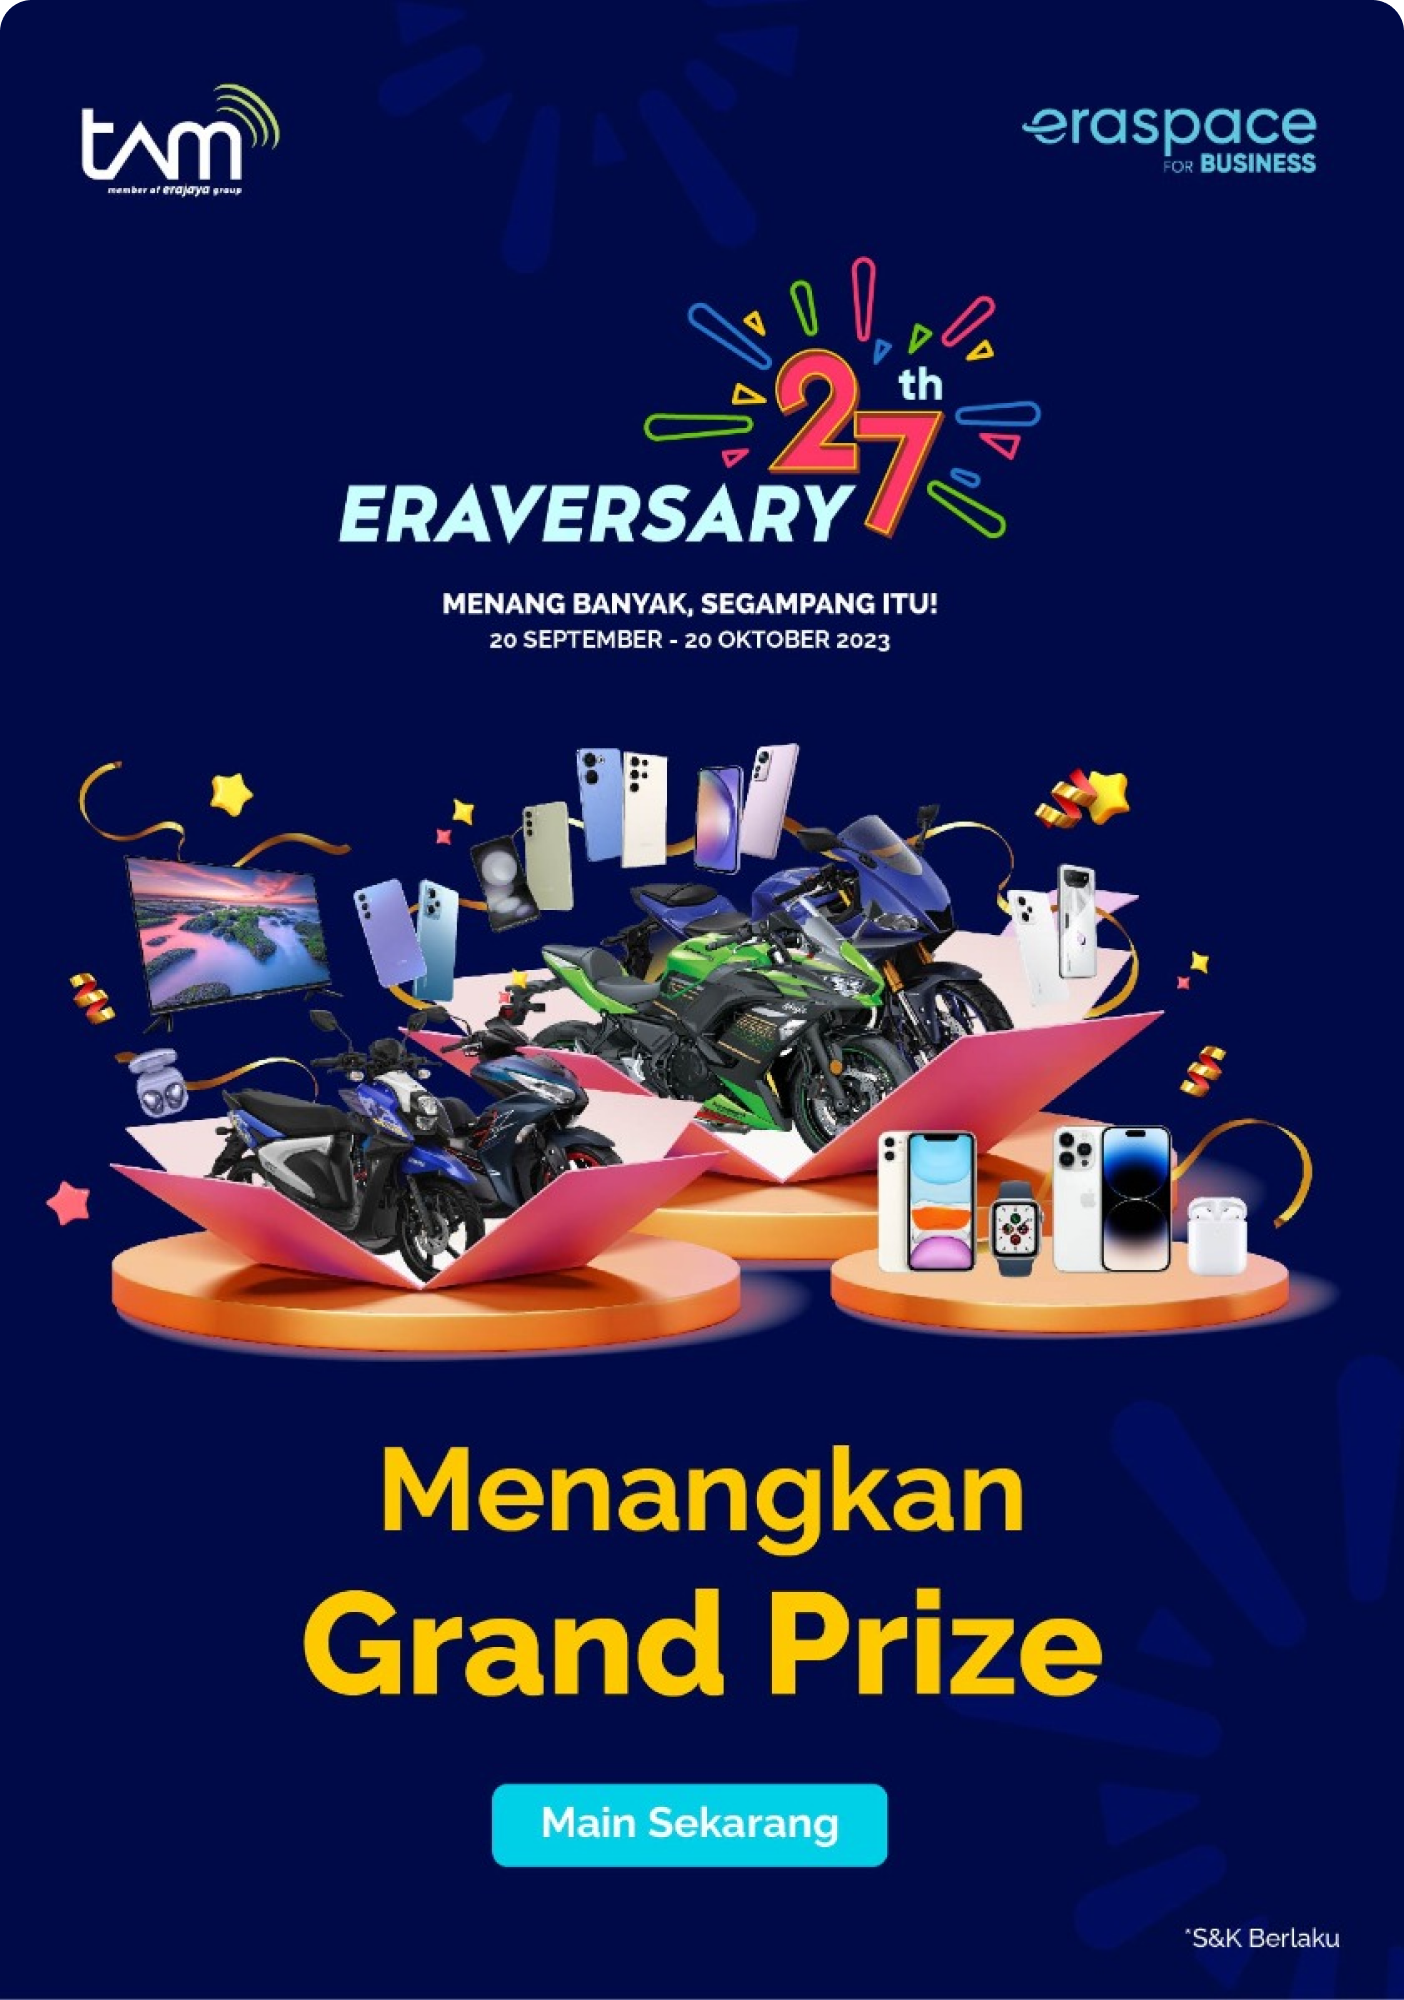 tam
member of erajaya group
eraspace
FOR BUSINESS
27th
ERAVERSARY
MENANG BANYAK, SEGAMPANG ITU!
20 SEPTEMBER - 20 OKTOBER 2023
Ninja
Menangkan
Grand Prize
Main Sekarang
*S&K Berlaku